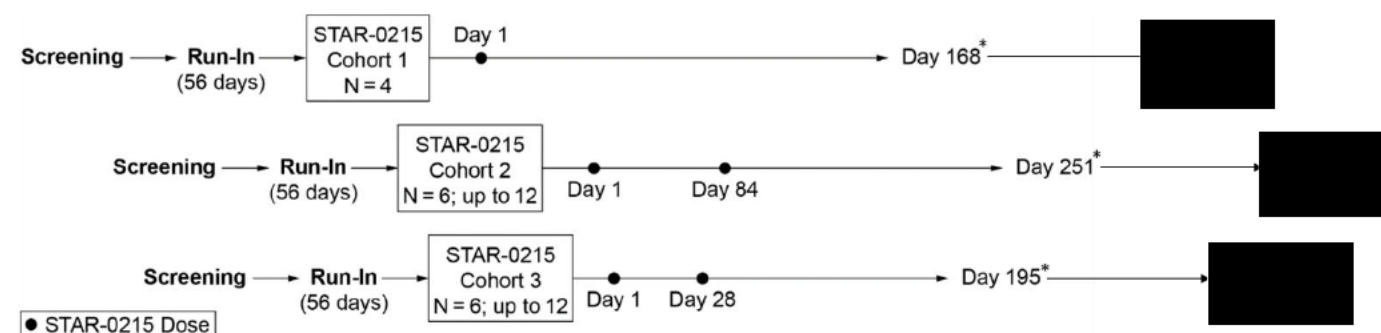 STAR-0215
Cohort 1
N = 4
Screening
Run-In
(56 days)
Day 1
Day 168*
STAR-0215
Cohort 2
N = 6; up to 12
Screening
Run-In
(56 days)
Day 1
Day 84
Day 251*
STAR-0215
Cohort 3
N = 6; up to 12
Screening
Run-In
(56 days)
Day 1
Day 28
Day 195*
● STAR-0215 Dose